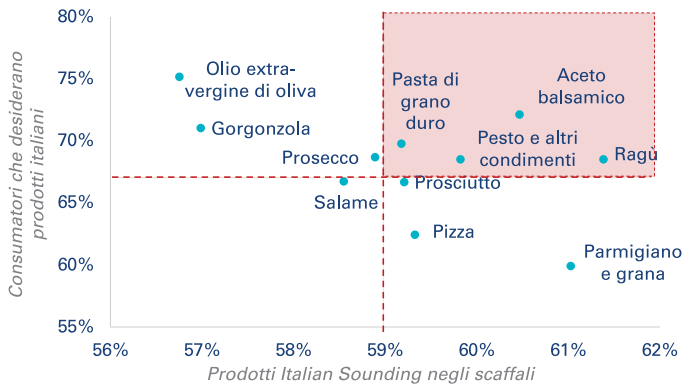 80%
75%
70%
65%
60%
55%
Consumatori che desiderano
prodotti italiani
Olio extra-
vergine di oliva
Gorgonzola
Prosecco
Salame
Pasta di
grano
duro
Aceto
balsamico
Pesto e altri
condimenti
Ragù
Prosciutto
Pizza
Parmigiano
e grana
56%
57%
58%
59%
60%
61%
62%
Prodotti Italian Sounding negli scaffali